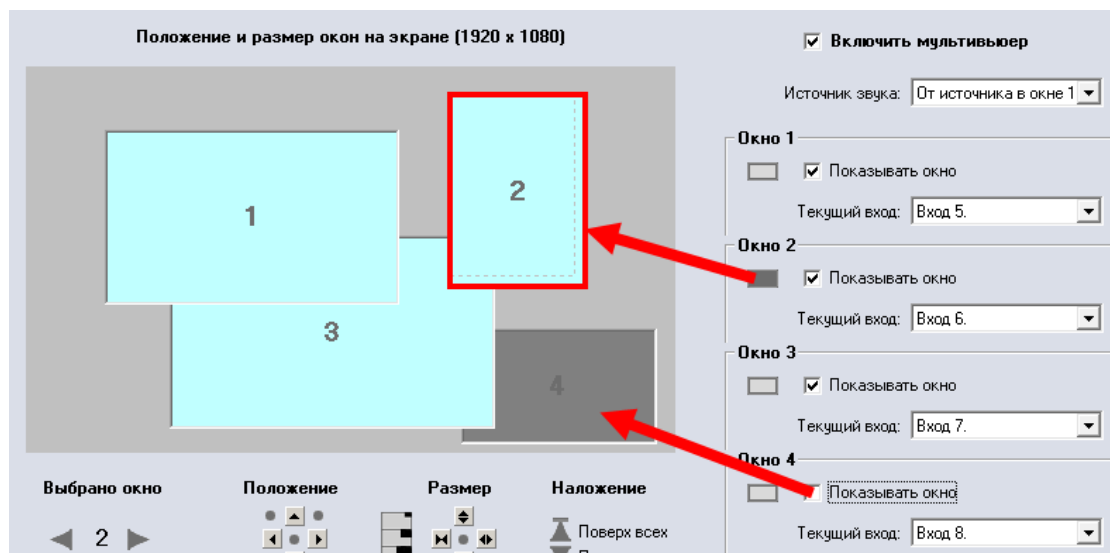 Положение и размер окон на экране (1920 x 1080)
Включить мультивьюер
Источник звука: От источника в окне 1
Окно 1
Показывать окно
Текущий вход: Вход 5.
Окно 2
Показывать окно
Текущий вход: Вход 6.
Окно 3
Показывать окно
Текущий вход: Вход 7.
Окно 4
Показывать окно
Текущий вход: Вход 8.
1
2
3
4
Выбрано окно
2
Положение
Размер
Наложение
Поверх всех